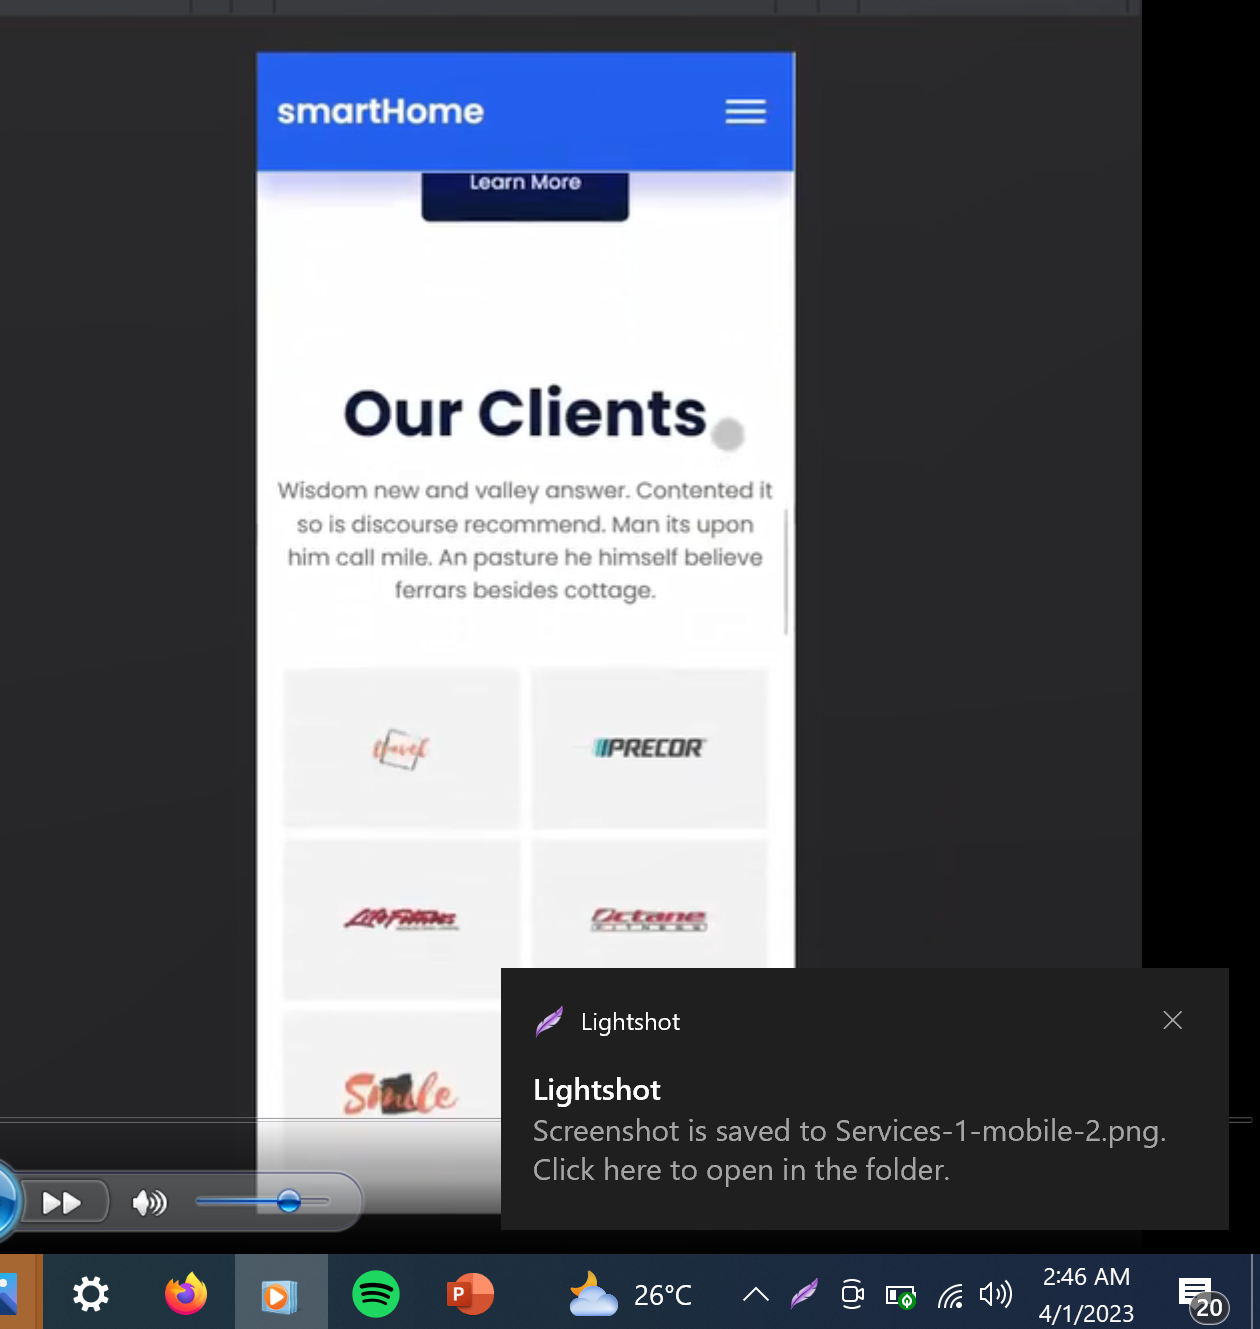 smartHome
Learn More
Our Clients
Wisdom new and valley answer. Contented it
so is discourse recommend. Man its upon
him call mile. An pasture he himself believe
ferrars besides cottage.
travel
PRECOR
Life Fitness
Octane
FITNESS
Smile
Lightshot
Lightshot
Screenshot is saved to Services-1-mobile-2.png.
Click here to open in the folder.
P
26°C
2:46 AM
4/1/2023
20